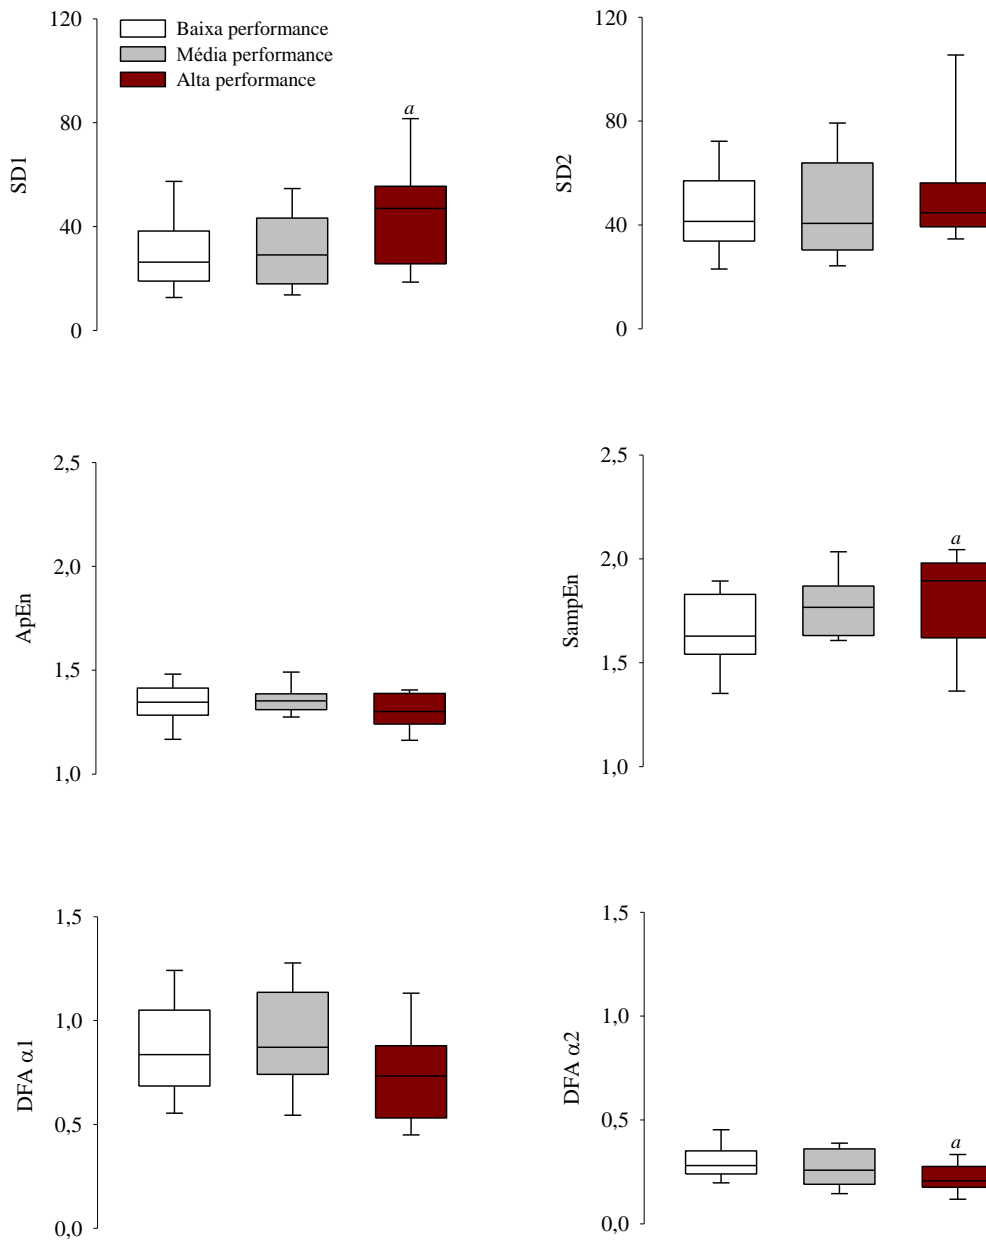 120
80
40
0
SD1
Baixa performance
Média performance
Alta performance
a
120
80
40
0
SD2
2,5
2,0
1,5
1,0
ApEn
2,5
2,0
1,5
1,0
SampEn
a
1,5
1,0
0,5
0,0
DFA α1
1,5
1,0
0,5
0,0
DFA α2
a